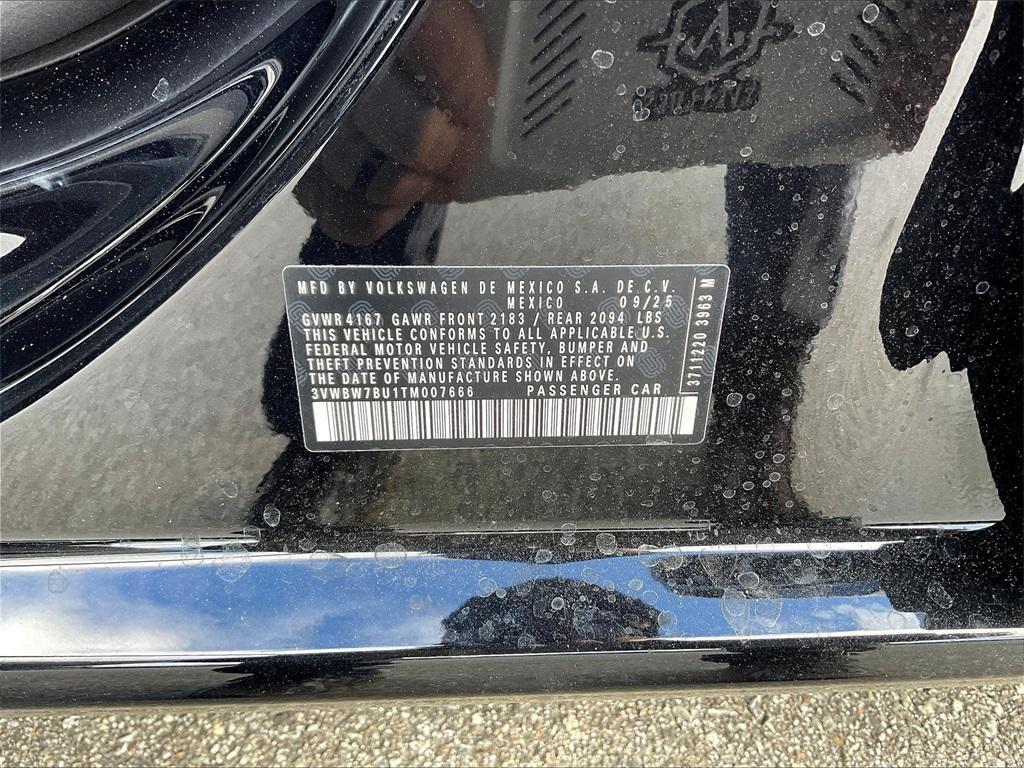 MFD BY VOLKSWAGEN DE MEXICO S.A. DE C.V.
MEXICO 09/25
GVWR 4167 GAWR FRONT 2183 / REAR 2094 LBS
THIS VEHICLE CONFORMS TO ALL APPLICABLE U.S.
FEDERAL MOTOR VEHICLE SAFETY, BUMPER AND
THEFT PREVENTION STANDARDS IN EFFECT ON
THE DATE OF MANUFACTURE SHOWN ABOVE.
3VWBW7BU1TM007666 PASSENGER CAR
3711220 3963 M